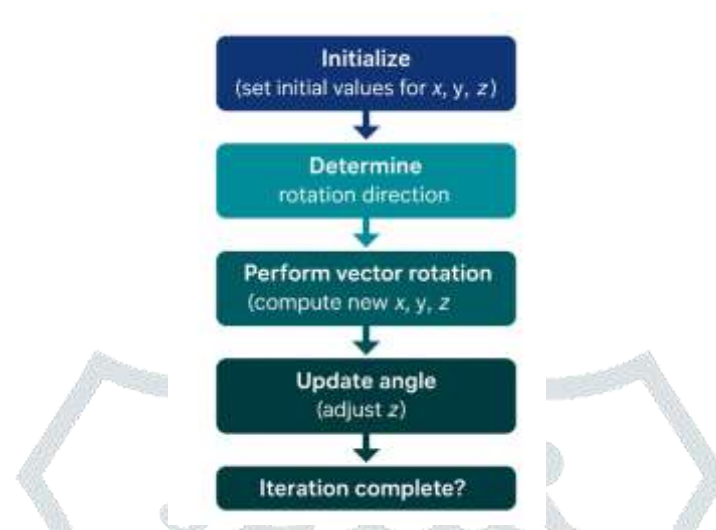 Initialize
(set initial values for x, y, z)
Determine
rotation direction
Perform vector rotation
(compute new x, y, z
Update angle
(adjust z)
Iteration complete?